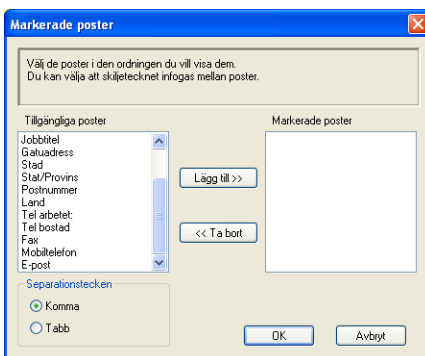 Markerade poster
Välj de poster i den ordningen du vill visa dem.
Du kan välja att skiljetecknet infogas mellan poster.
Tillgängliga poster
Markerade poster
Jobbtitel
Gatuadress
Stad
Stat/Provins
Postnummer
Land
Tel arbetet:
Tel bostad
Fax
Mobiltelefon
E-post
Lägg till >>
<< Ta bort
Separationstecken
Komma
Tabb
OK
Avbryt